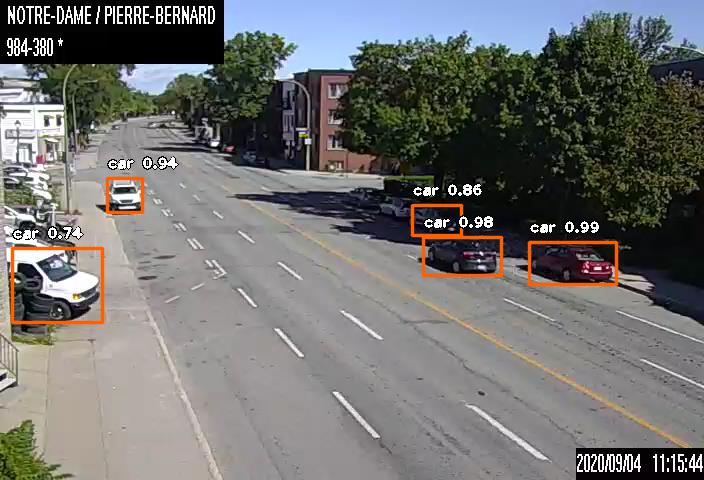 NOTRE-DAME / PIERRE-BERNARD
984-380 *
car 0.94
car 0.86
car 0.98
car 0.99
car 0.74
2020/09/04 11:15:44